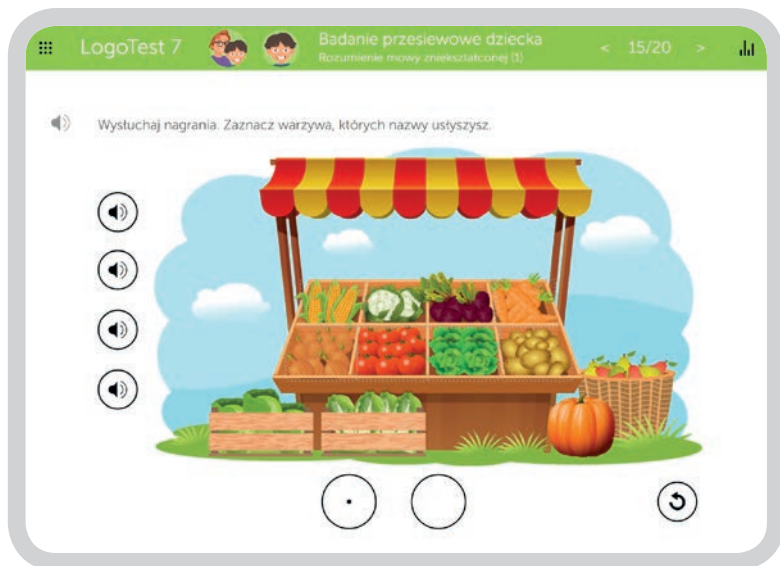 LogoTest 7
Badanie przesiewowe dziecka
Rozumienie mowy zniekształconej (1)
< 15/20 >
Wysłuchaj nagrania. Zaznacz warzywa, których nazwy usłyszysz.